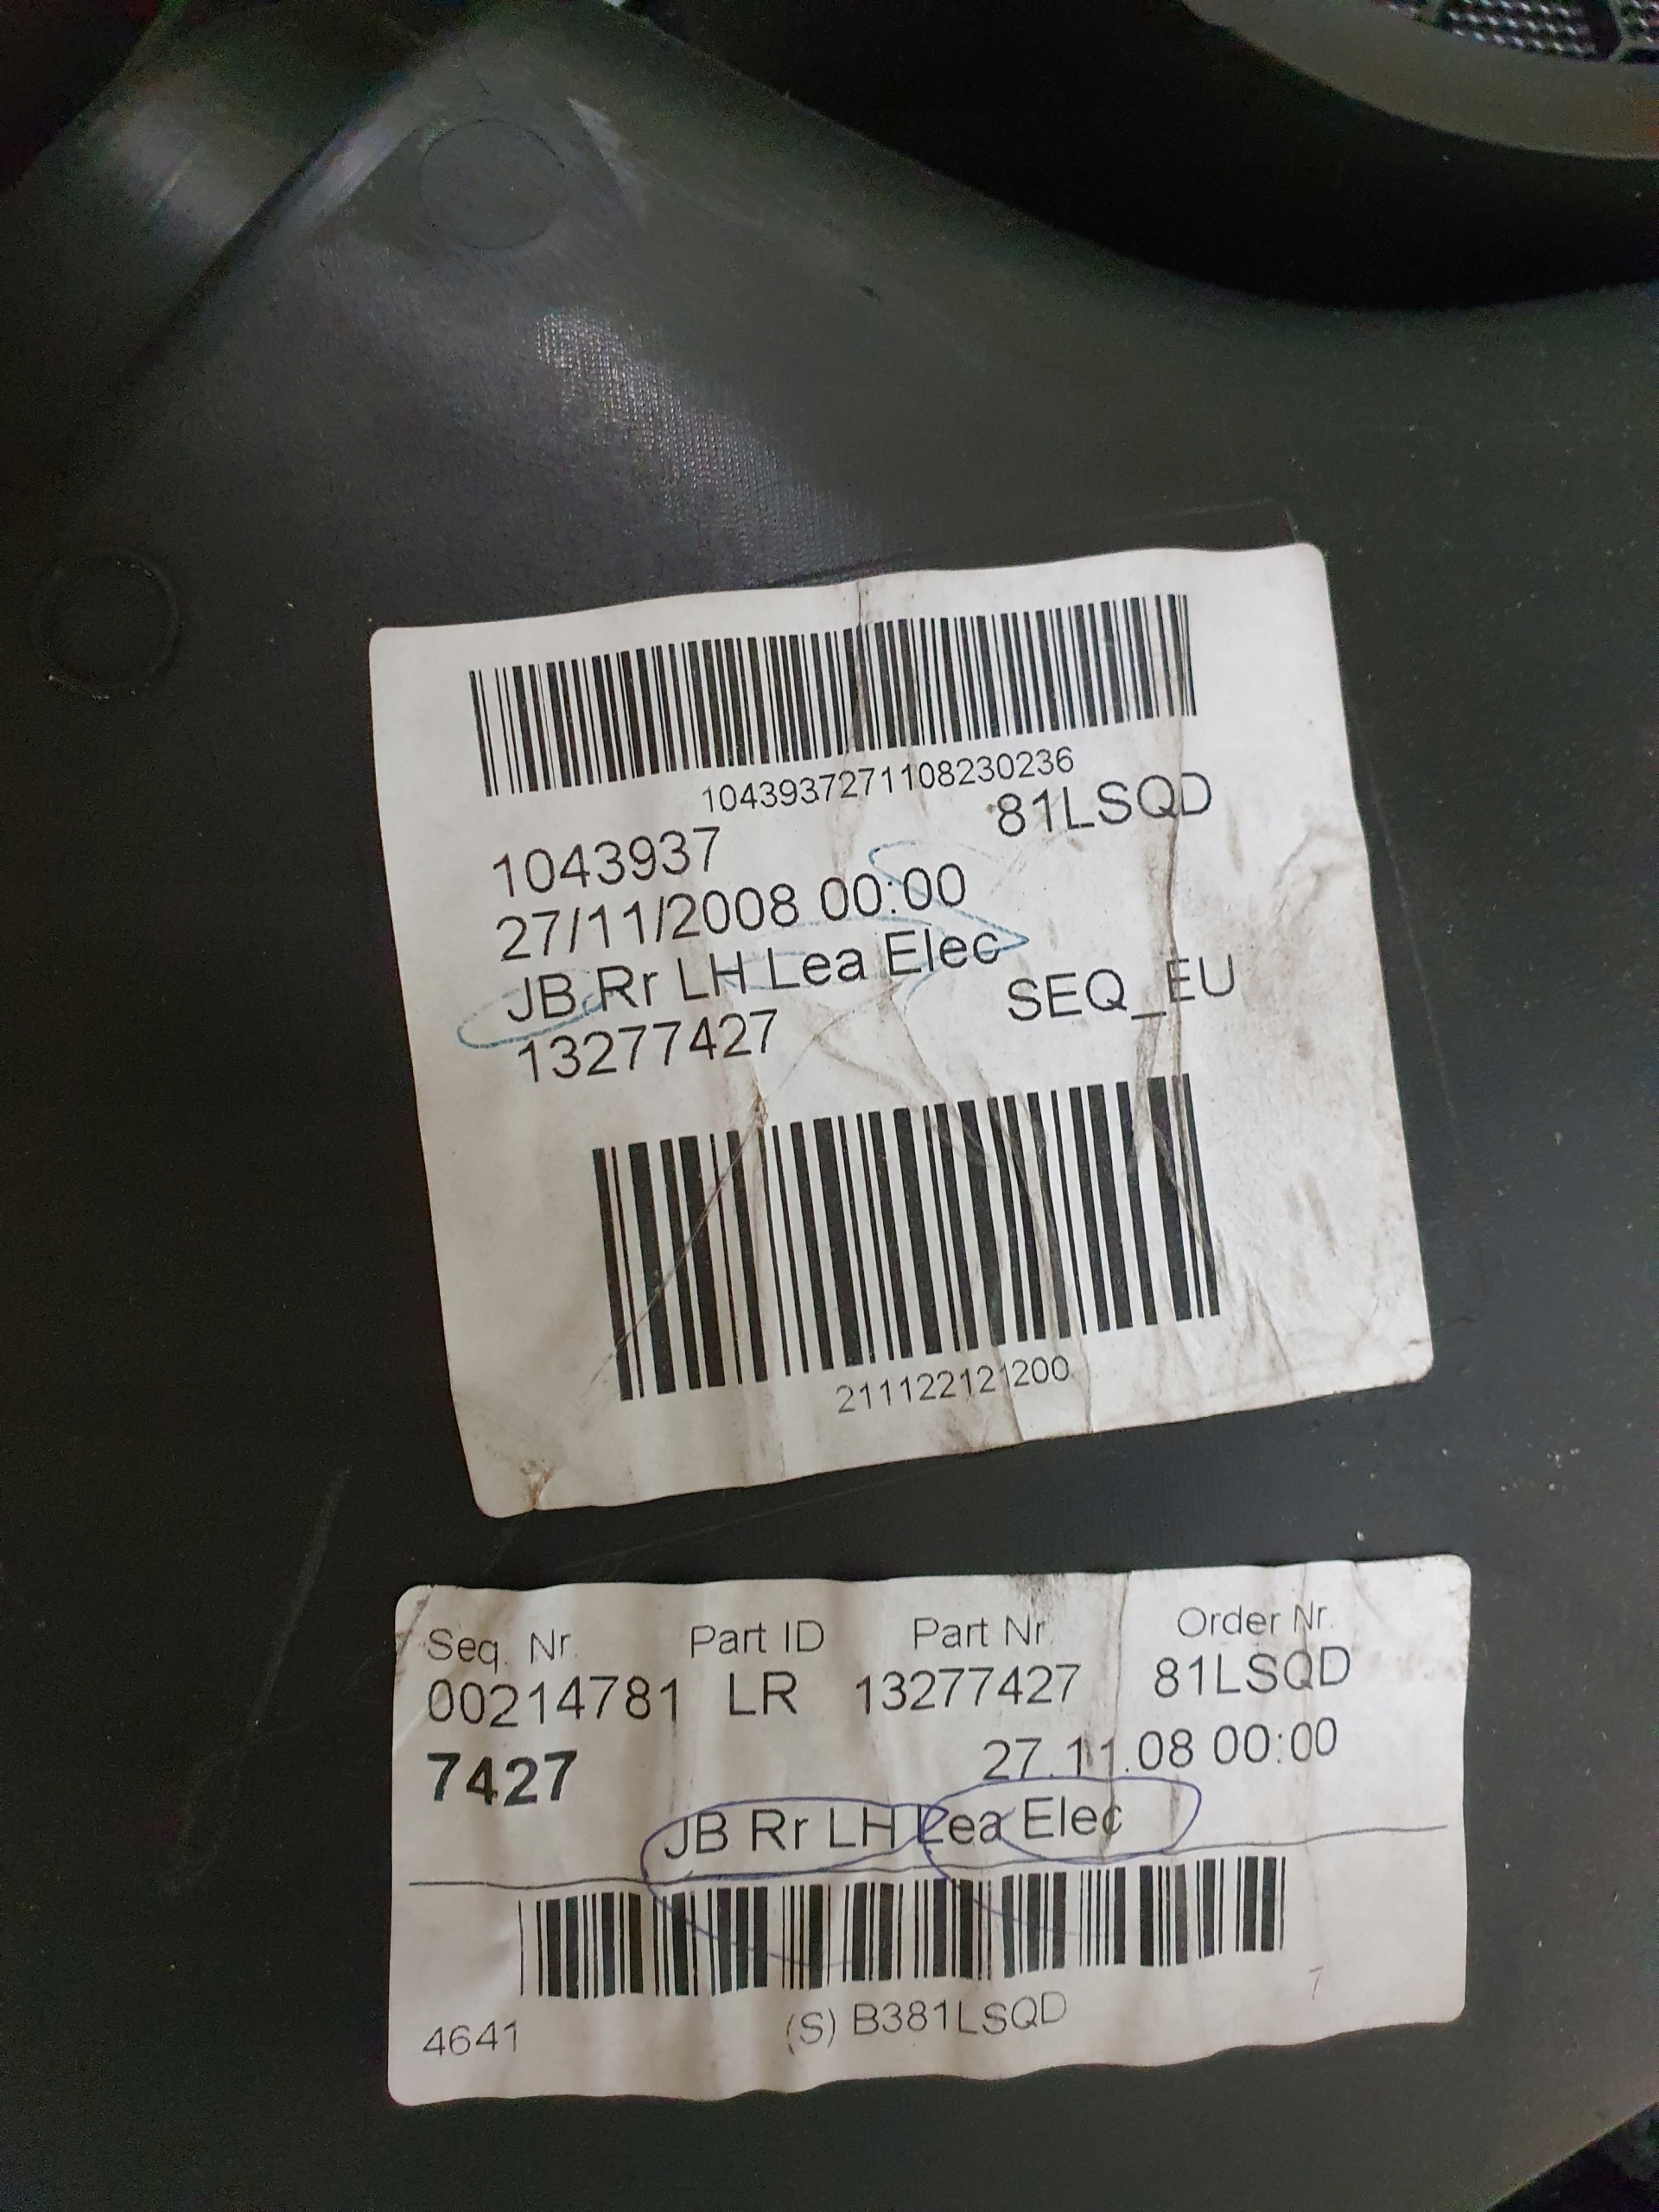 1043937271108230236
1043937 81LSQD
27/11/2008 00:00
JB Rr LH Lea Elec
13277427 SEQ_EU
211122121200
Seq. Nr. Part ID Part Nr Order Nr.
00214781 LR 13277427 81LSQD
7427 27.11.08 00:00
JB Rr LH Lea Elec
4641 (S) B381LSQD 7